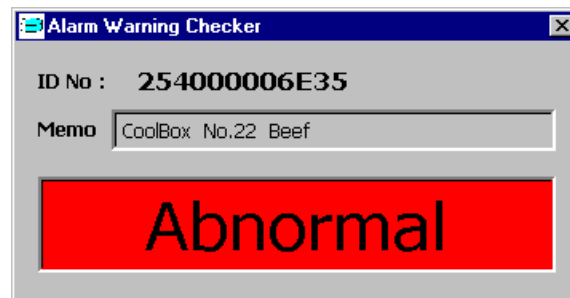 Alarm Warning Checker
ID No : 254000006E35
Memo CoolBox No.22 Beef
Abnormal